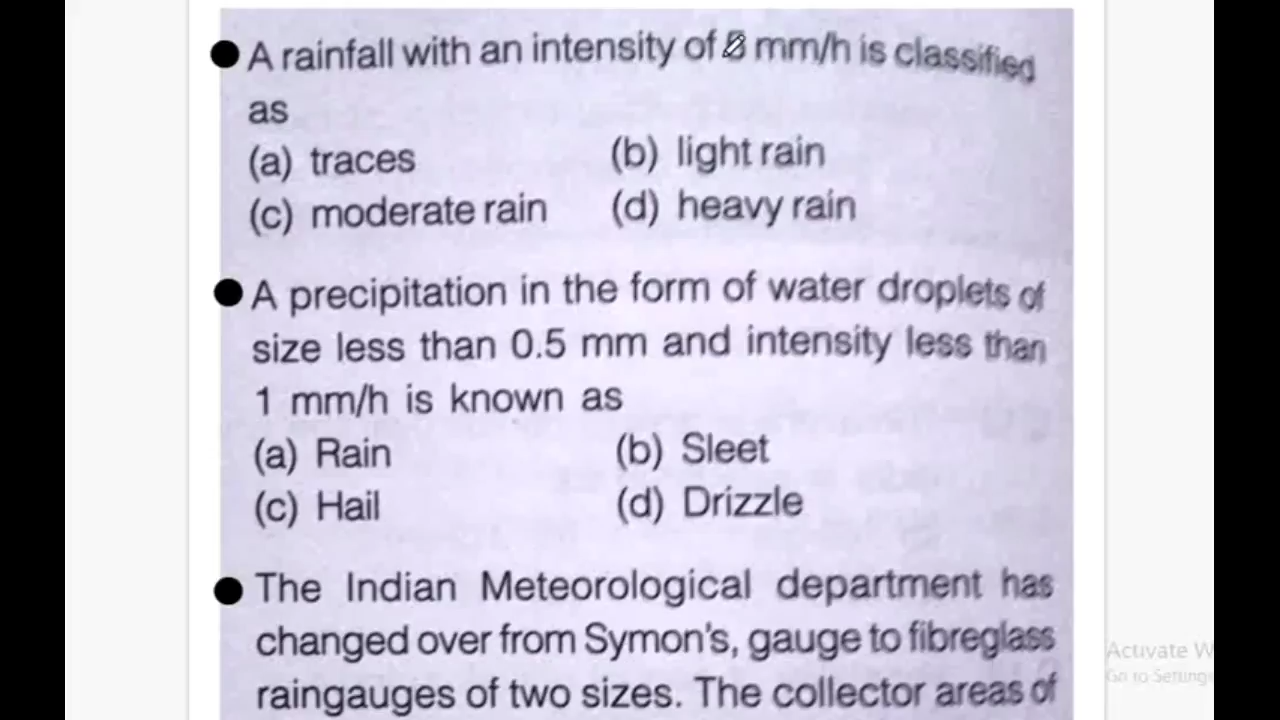 A rainfall with an intensity of mm/h is classified
as
(a) traces (b) light rain
(c) moderate rain (d) heavy rain
A precipitation in the form of water droplets of
size less than 0.5 mm and intensity less than
1 mm/h is known as
(a) Rain (b) Sleet
(c) Hail (d) Drizzle
The Indian Meteorological department has
changed over from Symon's, gauge to fibreglass
raingauges of two sizes. The collector areas of
Activate W
Go to Settings